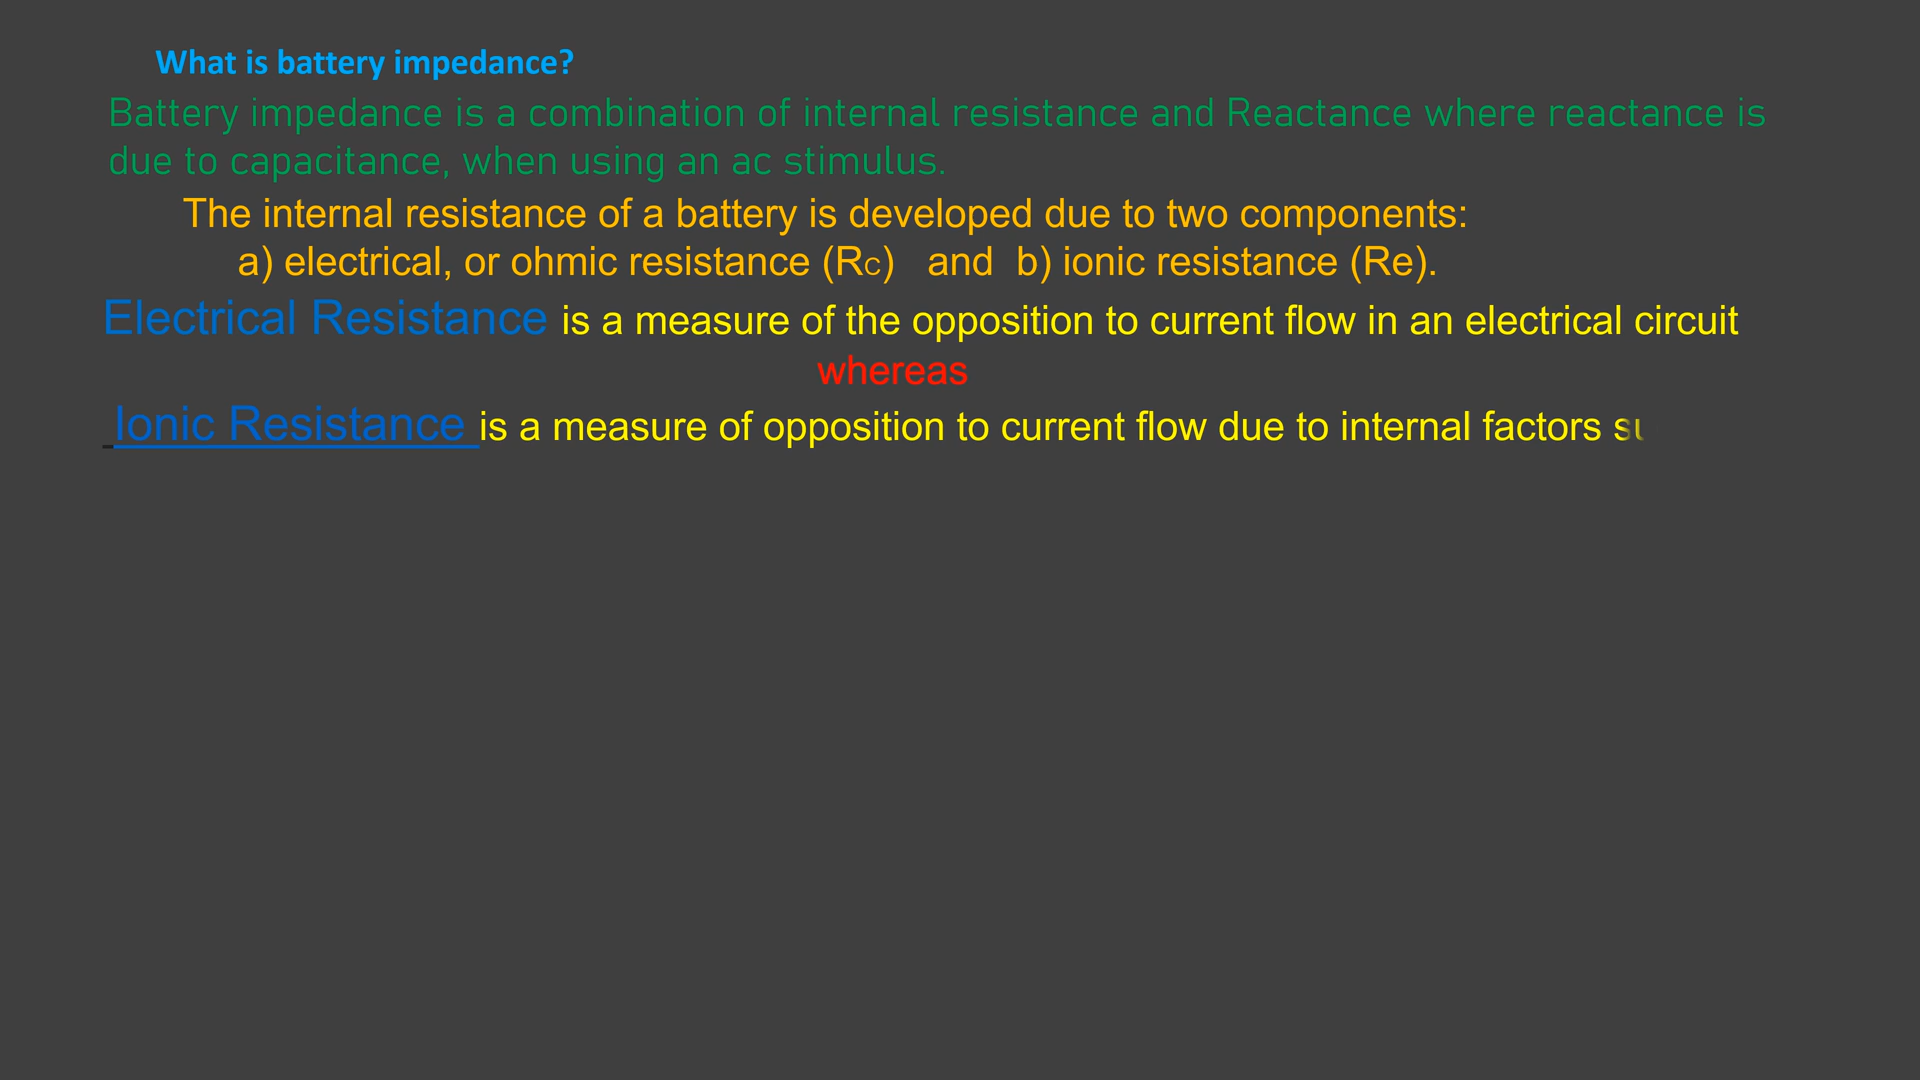 What is battery impedance?
Battery impedance is a combination of internal resistance and Reactance where reactance is
due to capacitance, when using an ac stimulus.
The internal resistance of a battery is developed due to two components:
a) electrical, or ohmic resistance (Rc) and b) ionic resistance (Re).
Electrical Resistance is a measure of the opposition to current flow in an electrical circuit
whereas
Ionic Resistance is a measure of opposition to current flow due to internal factors